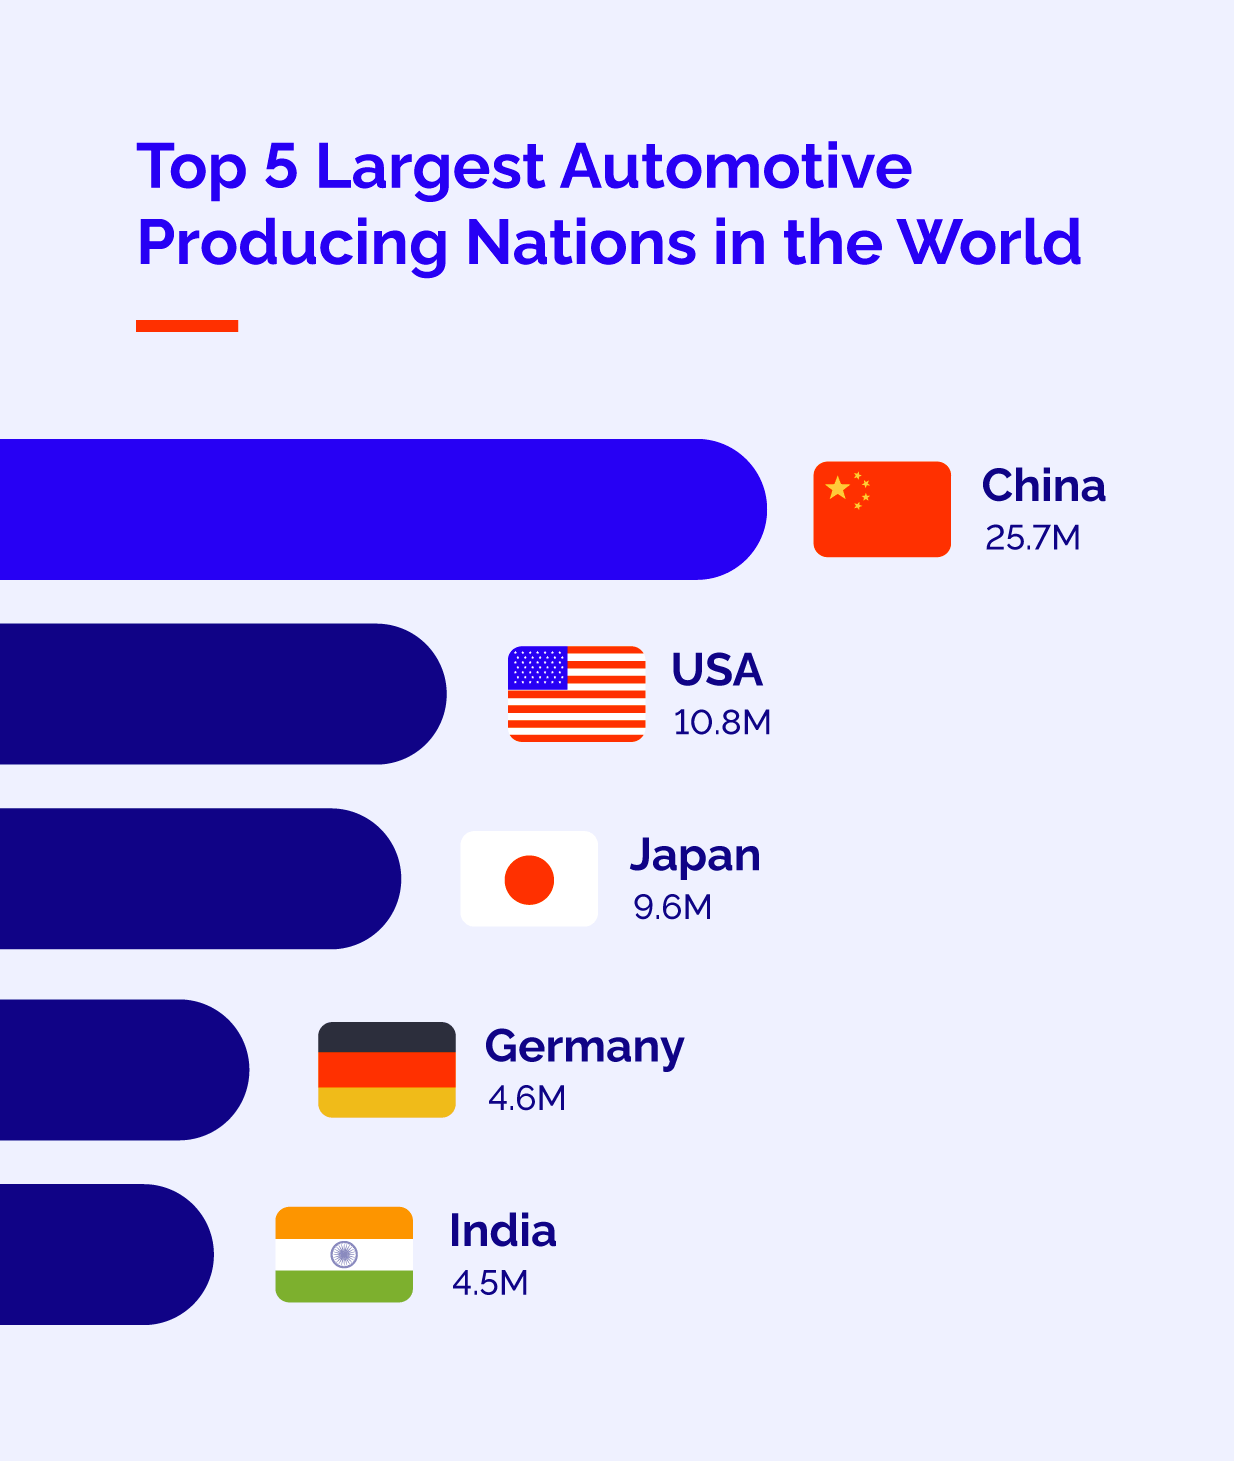 Top 5 Largest Automotive
Producing Nations in the World
China
25.7M
USA
10.8M
Japan
9.6M
Germany
4.6M
India
4.5M